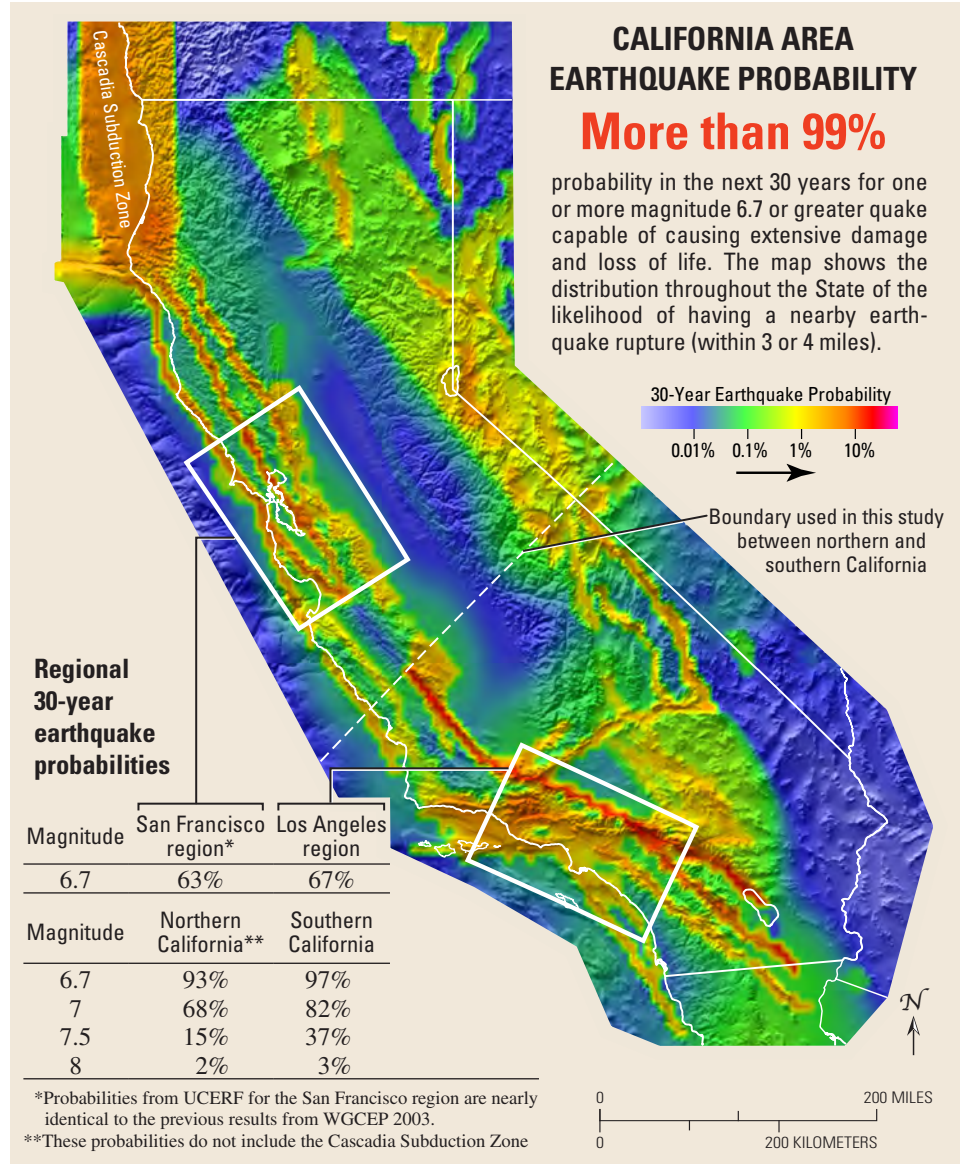 CALIFORNIA AREA
EARTHQUAKE PROBABILITY
More than 99%
probability in the next 30 years for one
or more magnitude 6.7 or greater quake
capable of causing extensive damage
and loss of life. The map shows the
distribution throughout the State of the
likelihood of having a nearby earth-
quake rupture (within 3 or 4 miles).
Cascadia Subduction Zone
30-Year Earthquake Probability
0.01% 0.1% 1% 10%
Boundary used in this study
between northern and
southern California
Regional
30-year
earthquake
probabilities
Magnitude San Francisco region* Los Angeles region
6.7 63% 67%
Magnitude Northern California** Southern California
6.7 93% 97%
7 68% 82%
7.5 15% 37%
8 2% 3%
*Probabilities from UCERF for the San Francisco region are nearly
identical to the previous results from WGCEP 2003.
**These probabilities do not include the Cascadia Subduction Zone
N
0 200 MILES
0 200 KILOMETERS